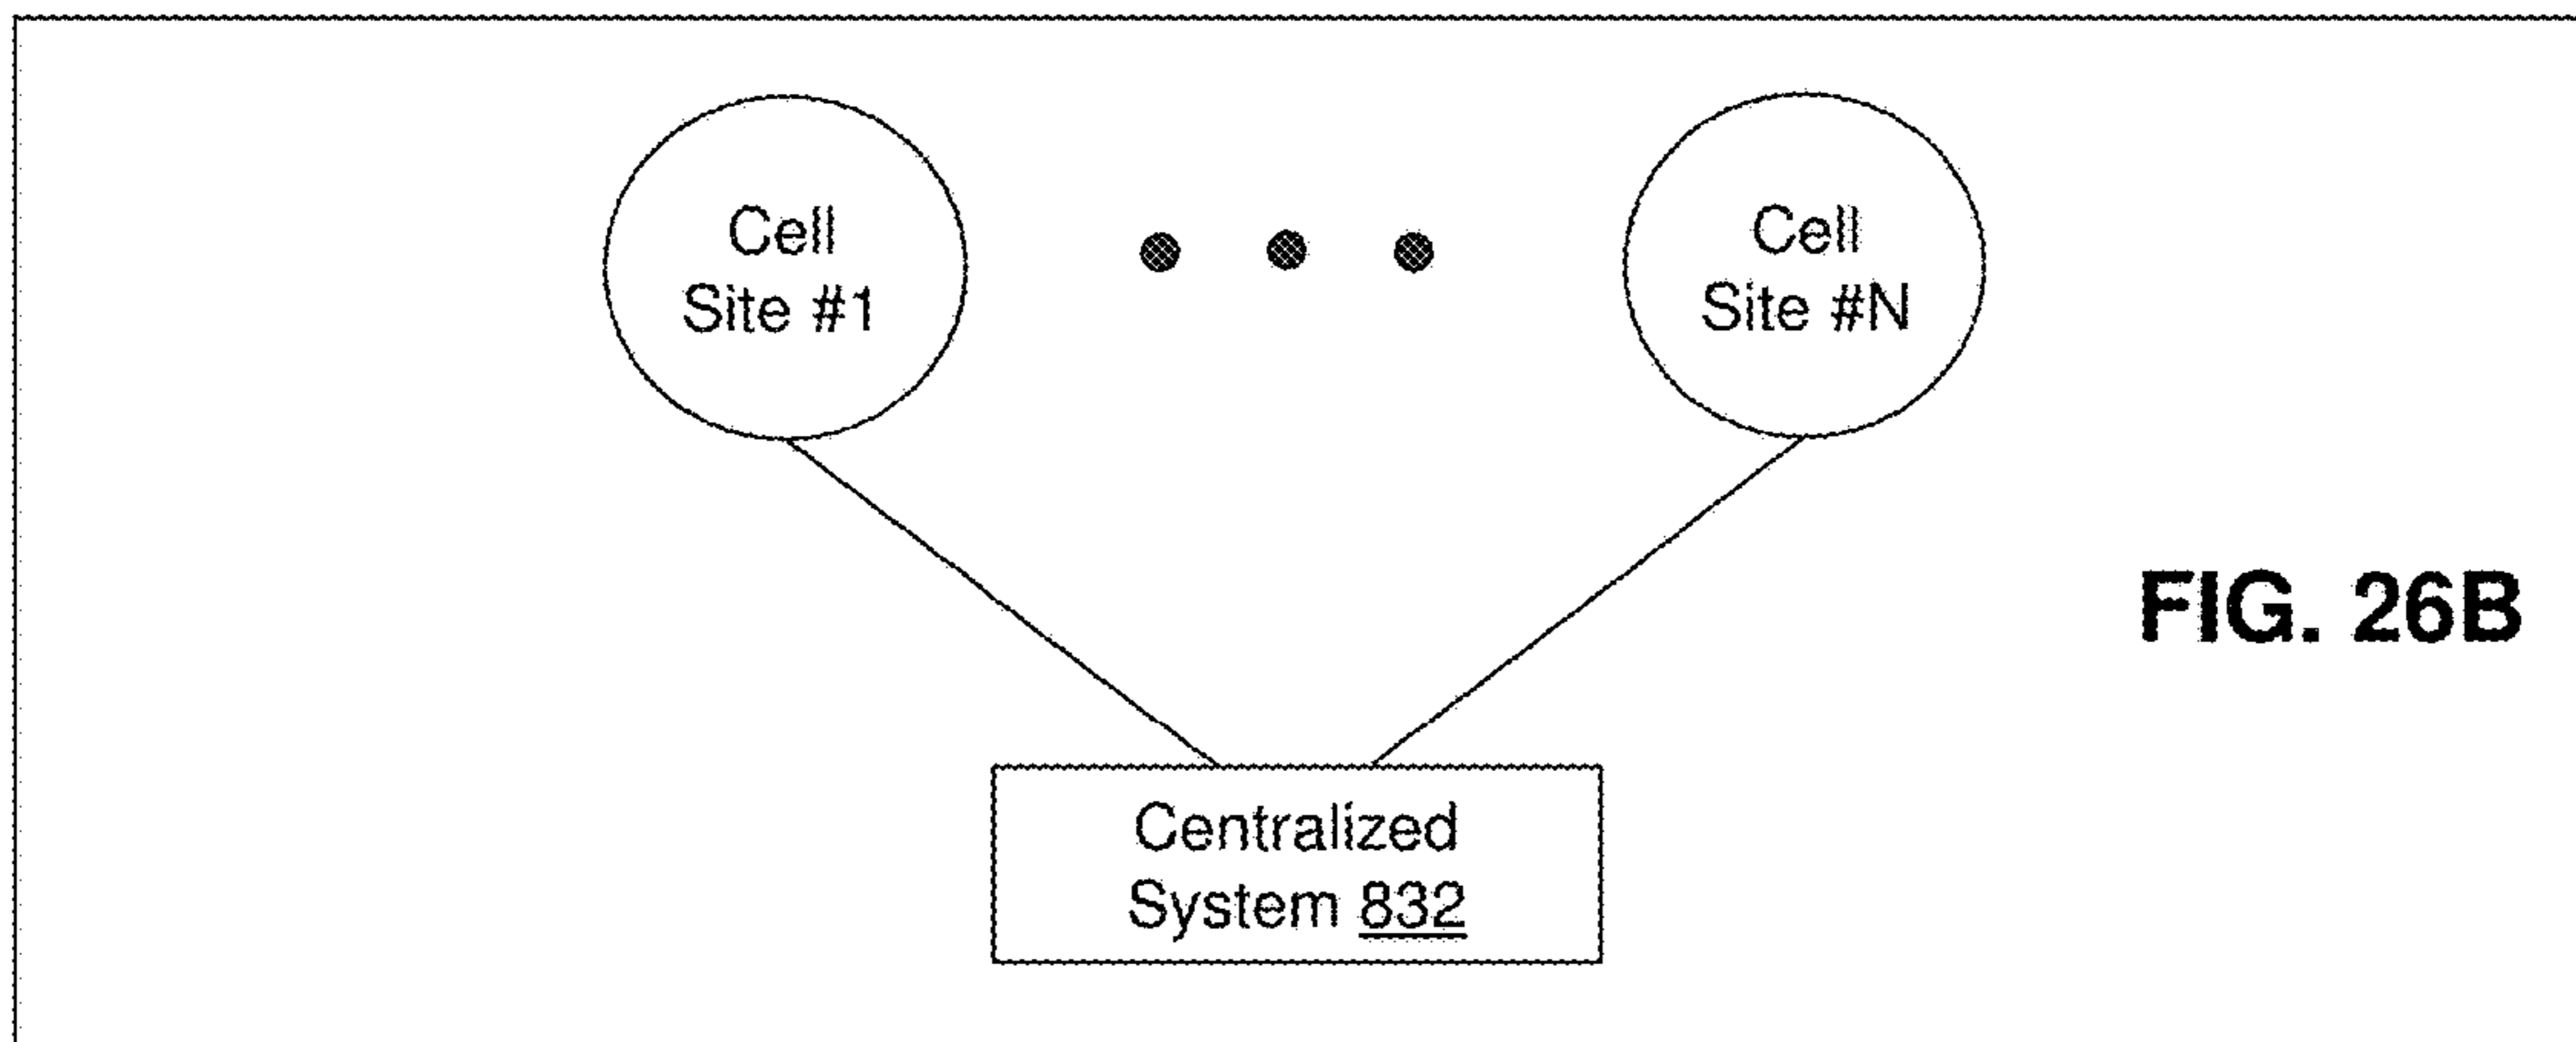 Cell
Site #1
Cell
Site #N
FIG. 26B
Centralized
System 832